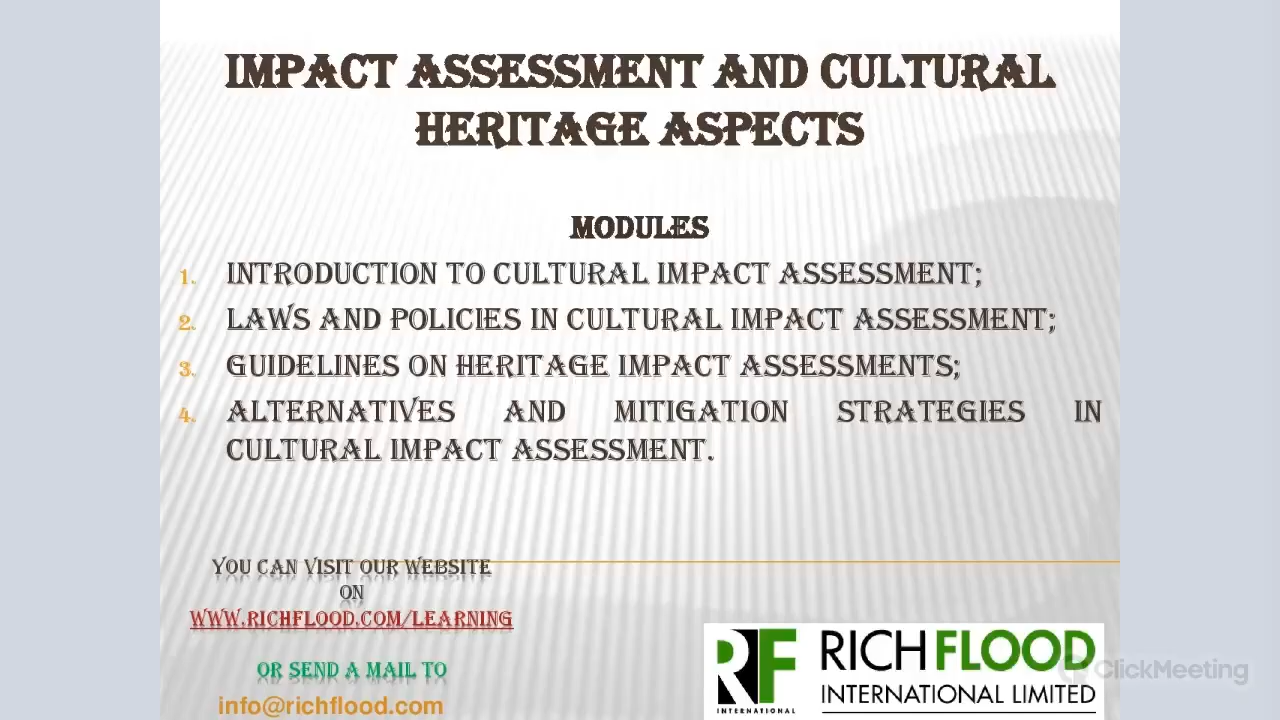 IMPACT ASSESSMENT AND CULTURAL
HERITAGE ASPECTS
MODULES
1. INTRODUCTION TO CULTURAL IMPACT ASSESSMENT;
2. LAWS AND POLICIES IN CULTURAL IMPACT ASSESSMENT;
3. GUIDELINES ON HERITAGE IMPACT ASSESSMENTS;
4. ALTERNATIVES AND MITIGATION STRATEGIES IN
CULTURAL IMPACT ASSESSMENT.
YOU CAN VISIT OUR WEBSITE
ON
WWW.RICHFLOOD.COM/LEARNING
OR SEND A MAIL TO
info@richflood.com
RF
INTERNATIONAL
RICHFLOOD
INTERNATIONAL LIMITED
ClickMeeting